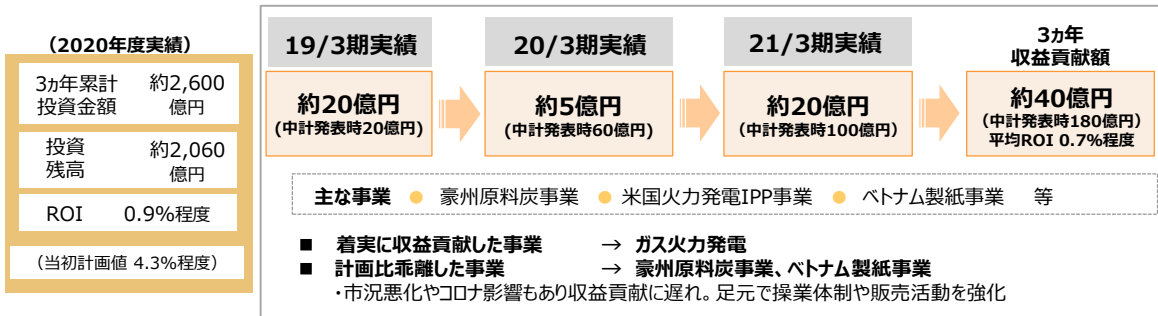 (2020年度実績)
3ヵ年累計 約2,600
投資金額 億円
投資 約2,060
残高 億円
ROI 0.9%程度
(当初計画値 4.3%程度)
19/3期実績
約20億円
(中計発表時20億円)
20/3期実績
約5億円
(中計発表時60億円)
21/3期実績
約20億円
(中計発表時100億円)
3ヵ年
収益貢献額
約40億円
(中計発表時180億円)
平均ROI 0.7%程度
主な事業 ● 豪州原料炭事業 ● 米国火力発電IPP事業 ● ベトナム製紙事業 等
■ 着実に収益貢献した事業 → ガス火力発電
■ 計画比乖離した事業 → 豪州原料炭事業、ベトナム製紙事業
・市況悪化やコロナ影響もあり収益貢献に遅れ。足元で操業体制や販売活動を強化